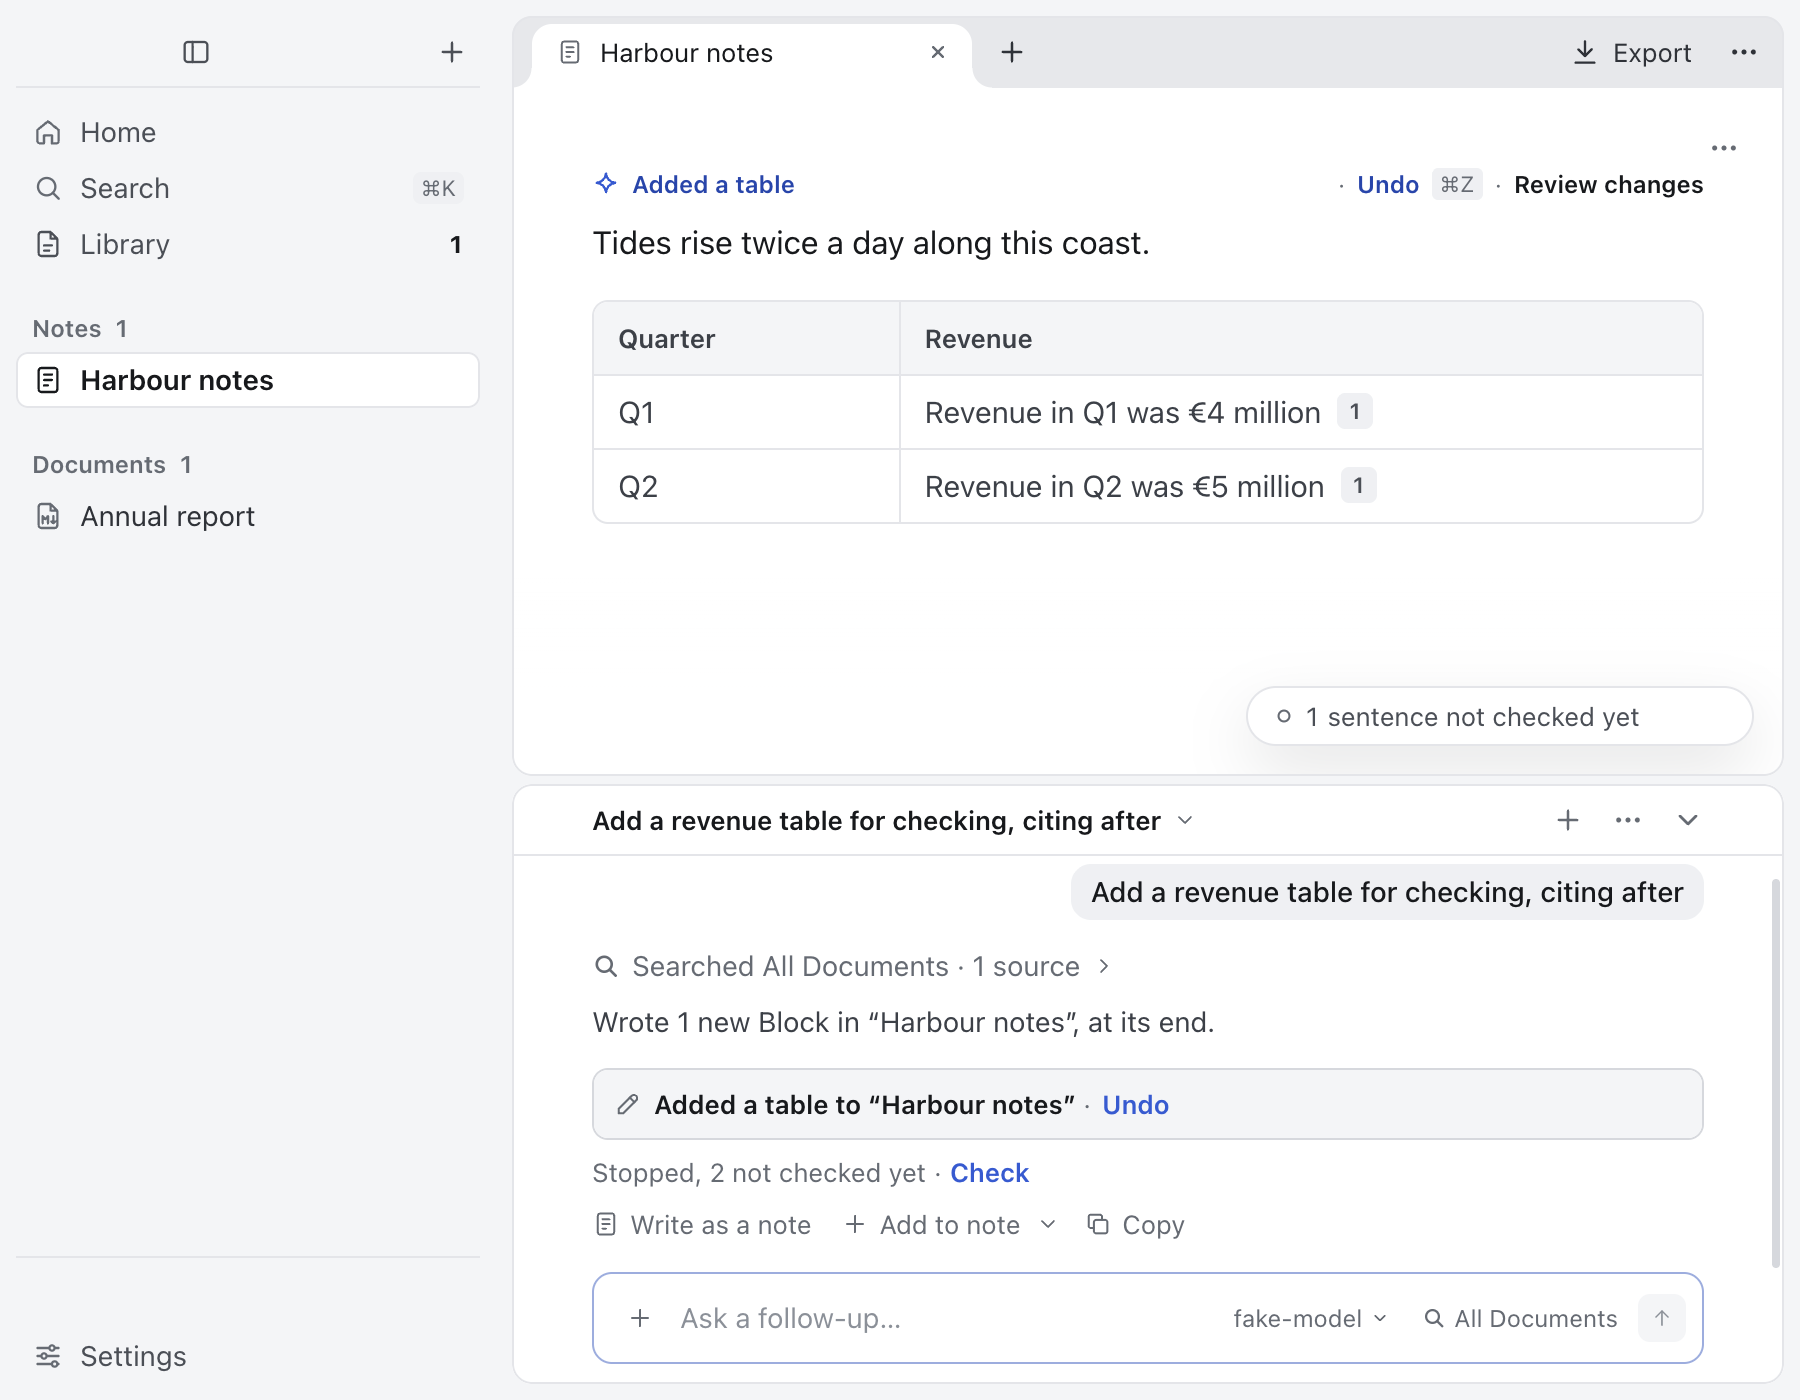 Home
Search ⌘K
Library 1
Notes 1
Harbour notes
Documents 1
Annual report
Settings
Harbour notes
Export
Added a table · Undo ⌘Z · Review changes
Tides rise twice a day along this coast.
Quarter Revenue
Q1 Revenue in Q1 was €4 million 1
Q2 Revenue in Q2 was €5 million 1
1 sentence not checked yet
Add a revenue table for checking, citing after
Add a revenue table for checking, citing after
Searched All Documents · 1 source
Wrote 1 new Block in “Harbour notes”, at its end.
Added a table to “Harbour notes” · Undo
Stopped, 2 not checked yet · Check
Write as a note Add to note Copy
Ask a follow-up... fake-model All Documents